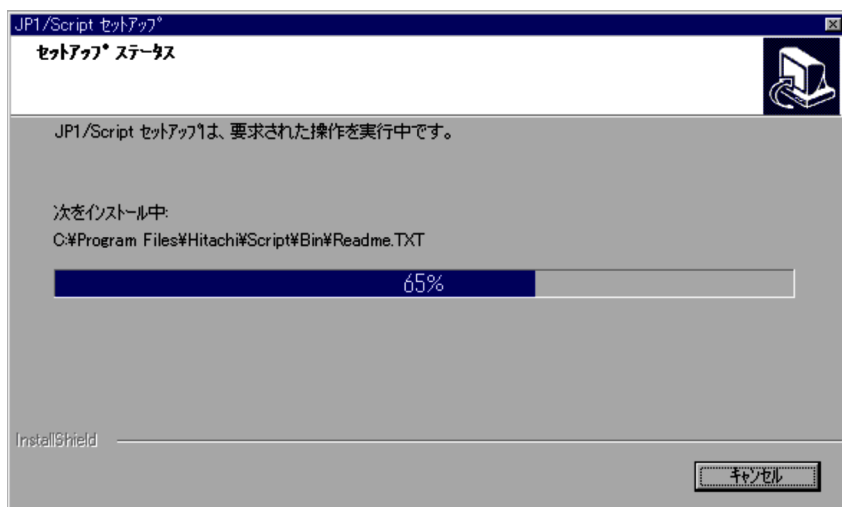 JP1/Script ｾｯﾄｱｯﾌﾟ
ｾｯﾄｱｯﾌﾟ ｽﾃｰﾀｽ
JP1/Script ｾｯﾄｱｯﾌﾟは、要求された操作を実行中です。
次をｲﾝｽﾄｰﾙ中:
C:¥Program Files¥Hitachi¥Script¥Bin¥Readme.TXT
65%
InstallShield
ｷｬﾝｾﾙ